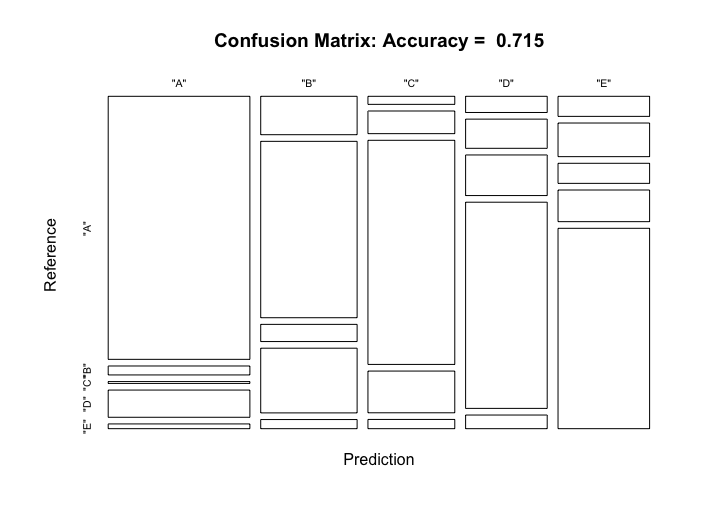 Confusion Matrix: Accuracy =  0.715
"A" "B" "C" "D" "E"
Reference
"A"
"B"
"C"
"D"
"E"
Prediction